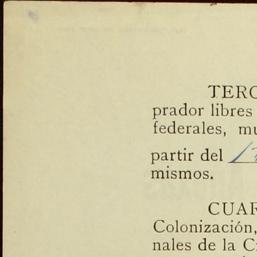 TERC
prador libres
federales, mu
partir del
mismos.
CUAR
Colonización,
nales de la C